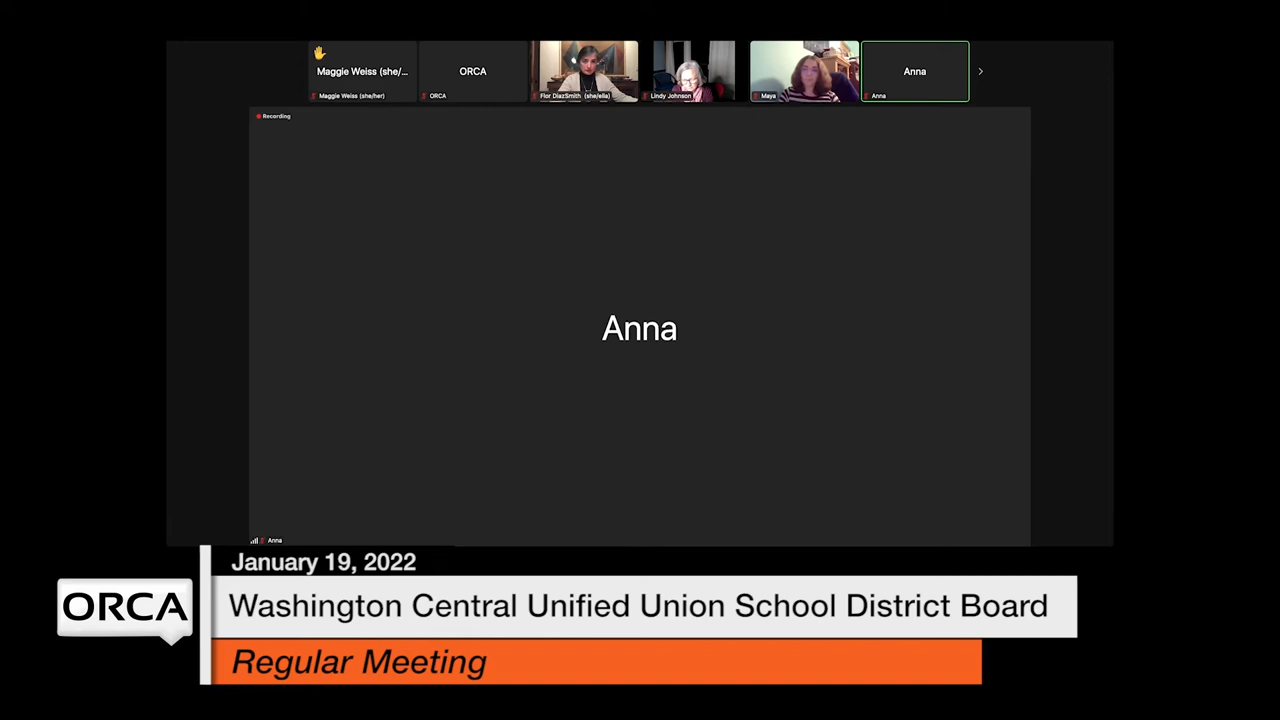 Maggie Weiss (she/...
ORCA
Anna
Maggie Weiss (she/her)
ORCA
Flor DiazSmith (she/ella)
Lindy Johnson
Maya
Anna
Recording
Anna
Anna
January 19, 2022
ORCA
Washington Central Unified Union School District Board
Regular Meeting